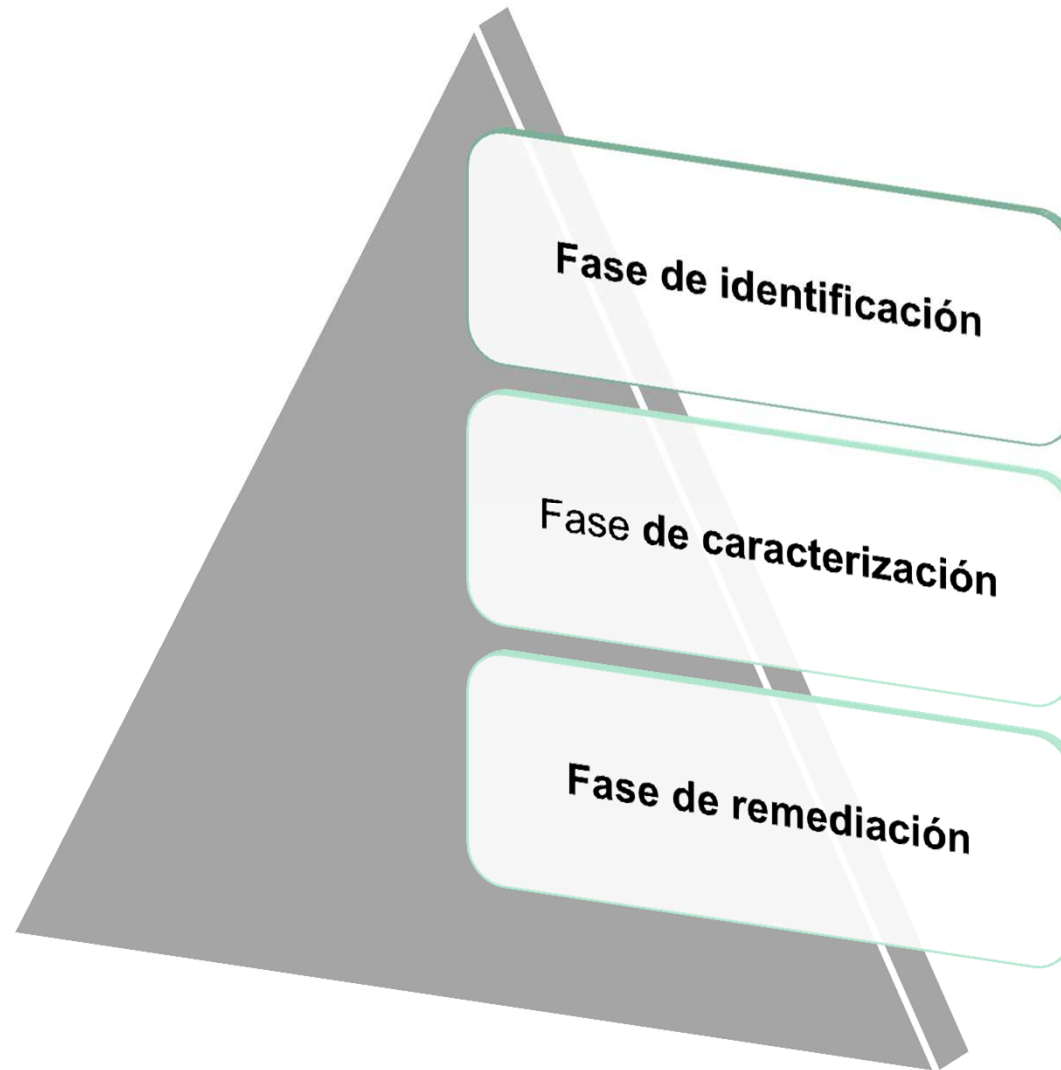 Fase de identificación
Fase de caracterización
Fase de remediación